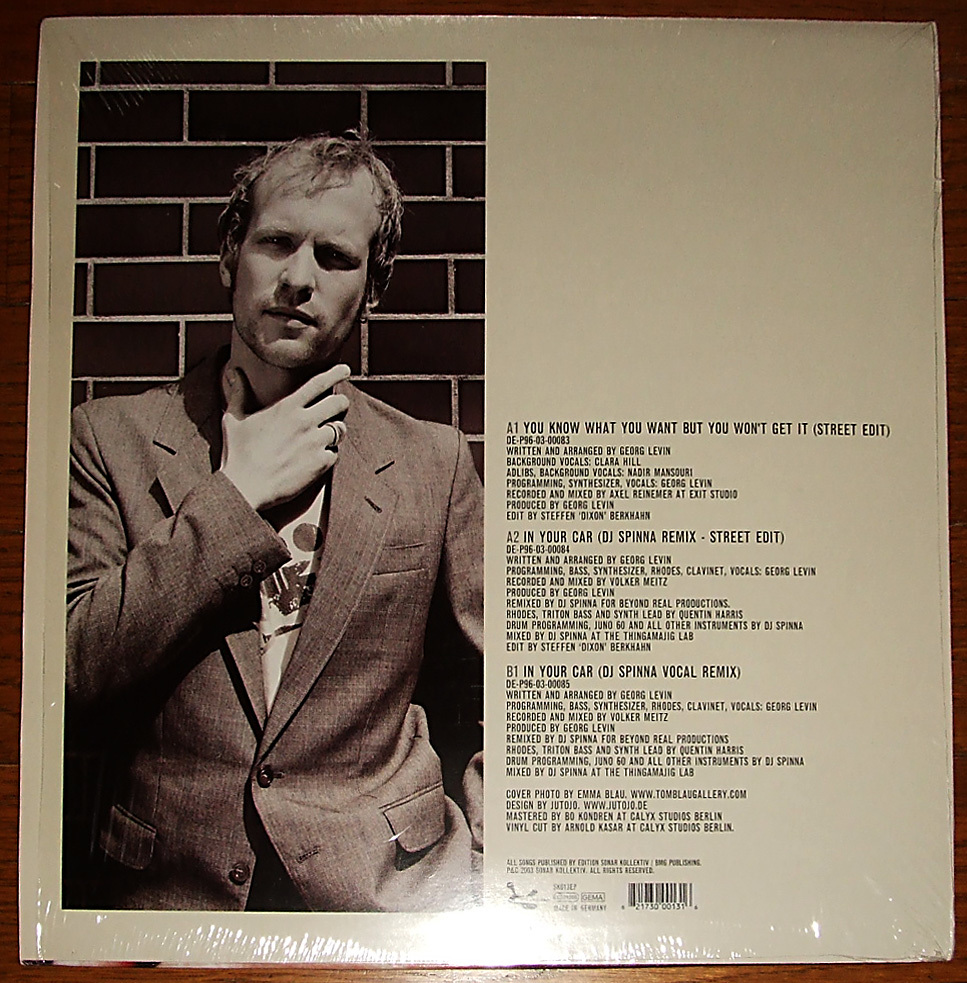 A1 YOU KNOW WHAT YOU WANT BUT YOU WON'T GET IT (STREET EDIT)
DE-P96-03-00083
WRITTEN AND ARRANGED BY GEORG LEVIN
BACKGROUND VOCALS: CLARA HILL
ADLIBS, BACKGROUND VOCALS: NADIR MANSOURI
PROGRAMMING, SYNTHESIZER, VOCALS: GEORG LEVIN
RECORDED AND MIXED BY AXEL REINEMER AT EXIT STUDIO
PRODUCED BY GEORG LEVIN
EDIT BY STEFFEN 'DIXON' BERKHAHN
A2 IN YOUR CAR (DJ SPINNA REMIX - STREET EDIT)
DE-P96-03-00084
WRITTEN AND ARRANGED BY GEORG LEVIN
PROGRAMMING, BASS, SYNTHESIZER, RHODES, CLAVINET, VOCALS: GEORG LEVIN
RECORDED AND MIXED BY VOLKER MEITZ
PRODUCED BY GEORG LEVIN
REMIXED BY DJ SPINNA FOR BEYOND REAL PRODUCTIONS.
RHODES, TRITON BASS AND SYNTH LEAD BY QUENTIN HARRIS
DRUM PROGRAMMING, JUNO 60 AND ALL OTHER INSTRUMENTS BY DJ SPINNA
MIXED BY DJ SPINNA AT THE THINGAMAJIG LAB
EDIT BY STEFFEN 'DIXON' BERKHAHN
B1 IN YOUR CAR (DJ SPINNA VOCAL REMIX)
DE-P96-03-00085
WRITTEN AND ARRANGED BY GEORG LEVIN
PROGRAMMING, BASS, SYNTHESIZER, RHODES, CLAVINET, VOCALS: GEORG LEVIN
RECORDED AND MIXED BY VOLKER MEITZ
PRODUCED BY GEORG LEVIN
REMIXED BY DJ SPINNA FOR BEYOND REAL PRODUCTIONS
RHODES, TRITON BASS AND SYNTH LEAD BY QUENTIN HARRIS
DRUM PROGRAMMING, JUNO 60 AND ALL OTHER INSTRUMENTS BY DJ SPINNA
MIXED BY DJ SPINNA AT THE THINGAMAJIG LAB
COVER PHOTO BY EMMA BLAU. WWW.TOMBLAUGALLERY.COM
DESIGN BY JUTOJO. WWW.JUTOJO.DE
MASTERED BY BO KONDREN AT CALYX STUDIOS BERLIN
VINYL CUT BY ARNOLD KASAR AT CALYX STUDIOS BERLIN.
ALL SONGS PUBLISHED BY EDITION SONAR KOLLEKTIV / BMG PUBLISHING.
P&C 2003 SONAR KOLLEKTIV. ALL RIGHTS RESERVED.
SK013EP
GEMA
MADE IN GERMANY
21730 00131